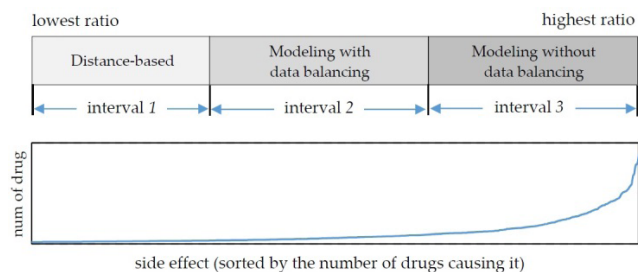 lowest ratio
highest ratio
Distance-based
Modeling with
data balancing
Modeling without
data balancing
interval 1
interval 2
interval 3
num of drug
side effect (sorted by the number of drugs causing it)